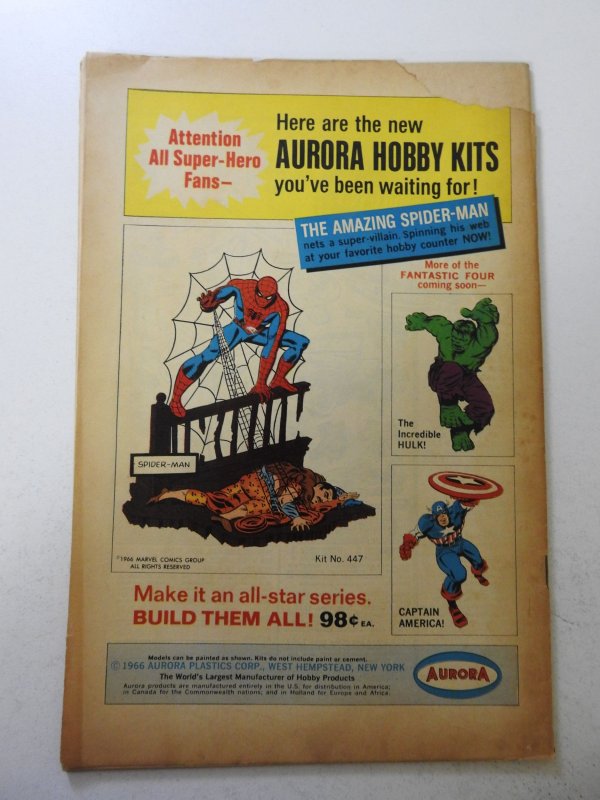 Attention
All Super-Hero
Fans—
Here are the new
AURORA HOBBY KITS
you've been waiting for!
THE AMAZING SPIDER-MAN
nets a super-villain. Spinning his web
at your favorite hobby counter NOW!
More of the
FANTASTIC FOUR
coming soon—
The
Incredible
HULK!
SPIDER-MAN
©1966 MARVEL COMICS GROUP
ALL RIGHTS RESERVED
Kit No. 447
CAPTAIN
AMERICA!
Make it an all-star series.
BUILD THEM ALL! 98¢ EA.
Models can be painted as shown. Kits do not include paint or cement.
© 1966 AURORA PLASTICS CORP., WEST HEMPSTEAD, NEW YORK
The World's Largest Manufacturer of Hobby Products
Aurora products are manufactured entirely in the U.S. for distribution in America;
in Canada for the Commonwealth nations; and in Holland for Europe and Africa.
AURORA